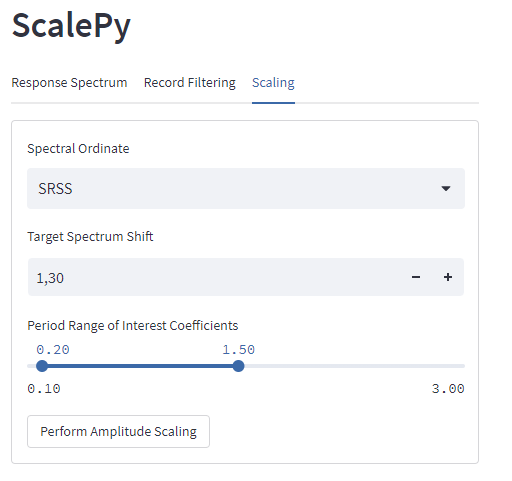 ScalePy
Response Spectrum Record Filtering Scaling
Spectral Ordinate
SRSS
Target Spectrum Shift
1,30
Period Range of Interest Coefficients
0.20 1.50
0.10 3.00
Perform Amplitude Scaling